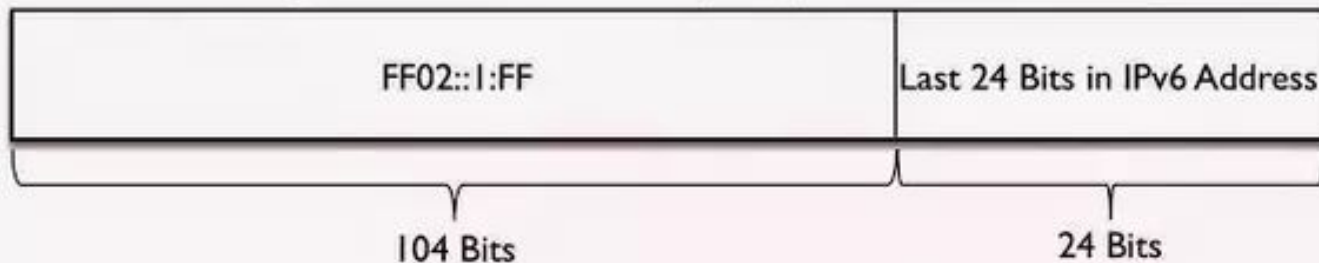 FF02::1:FF
Last 24 Bits in IPv6 Address
104 Bits
24 Bits